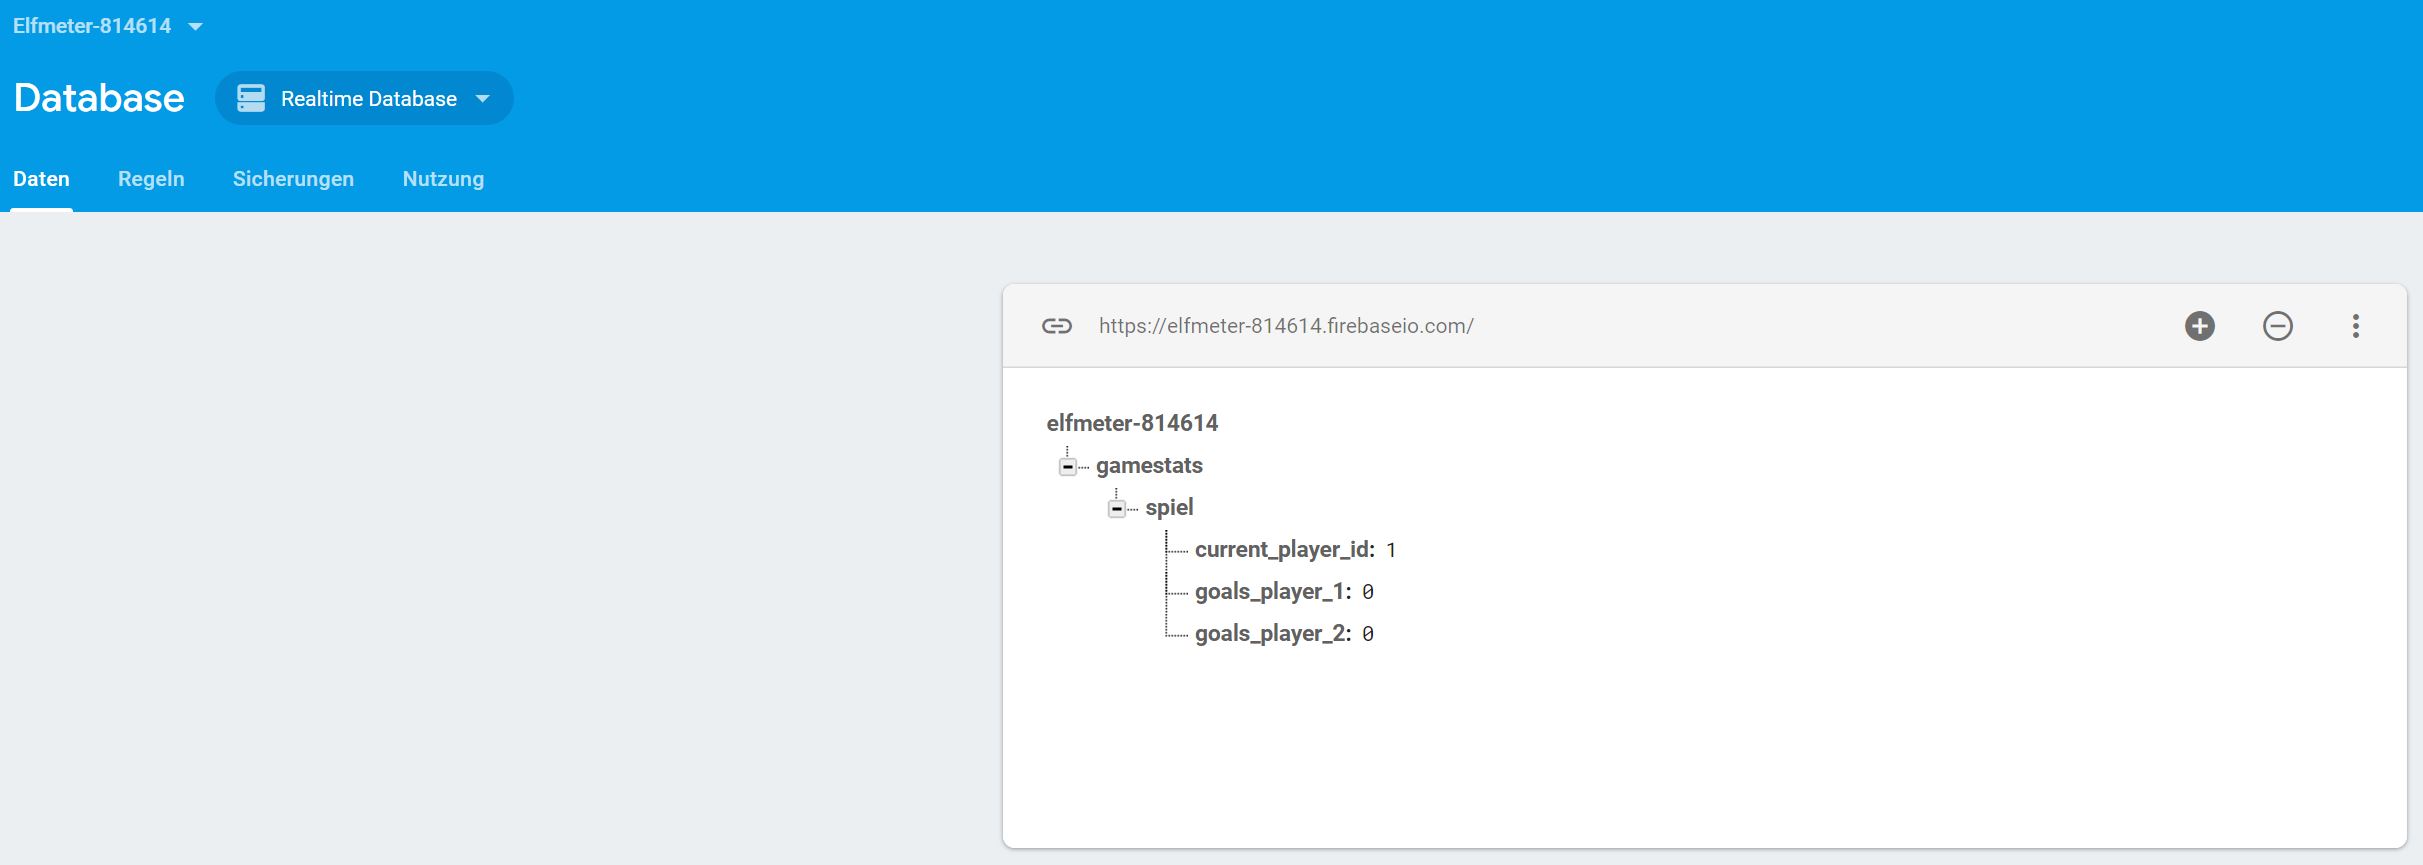 Elfmeter-814614
Database Realtime Database
Daten Regeln Sicherungen Nutzung
https://elfmeter-814614.firebaseio.com/
elfmeter-814614
gamestats
spiel
current_player_id: 1
goals_player_1: 0
goals_player_2: 0